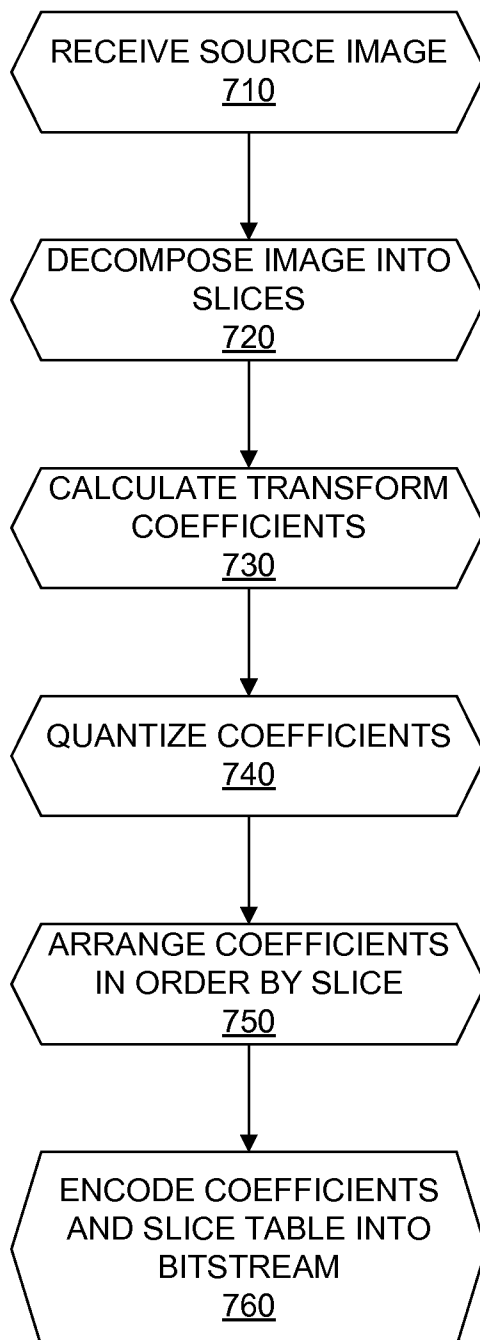 RECEIVE SOURCE IMAGE
710
DECOMPOSE IMAGE INTO
SLICES
720
CALCULATE TRANSFORM
COEFFICIENTS
730
QUANTIZE COEFFICIENTS
740
ARRANGE COEFFICIENTS
IN ORDER BY SLICE
750
ENCODE COEFFICIENTS
AND SLICE TABLE INTO
BITSTREAM
760